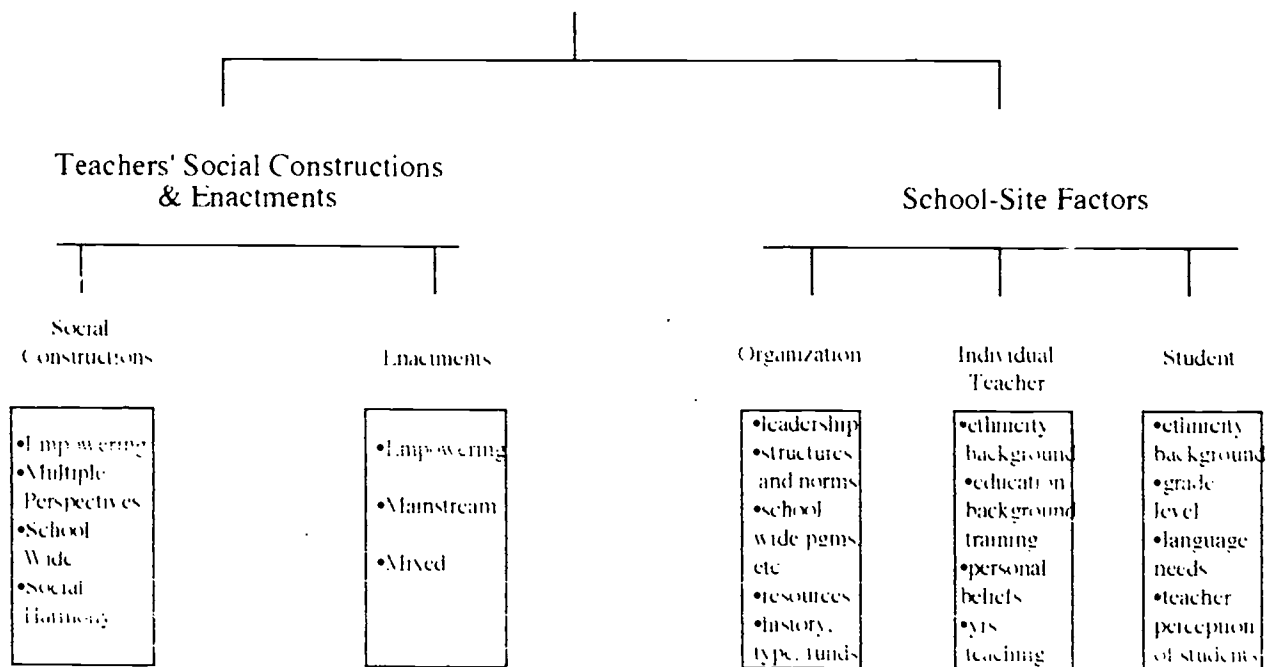 Teachers' Social Constructions
& Enactments
School-Site Factors
Social
Constructions
Enactments
Organization
Individual
Teacher
Student
•Empowering
•Multiple
Perspectives
•School
Wide
•Social
Harmony
•Empowering
•Mainstream
•Mixed
•leadership
•structures
and norms
•school
wide pgms,
etc
•resources
•history,
type, funds
•ethnicity
background
•education
background
training
•personal
beliefs
•yrs
teaching
•ethnicity
background
•grade
level
•language
needs
•teacher
perception
of students